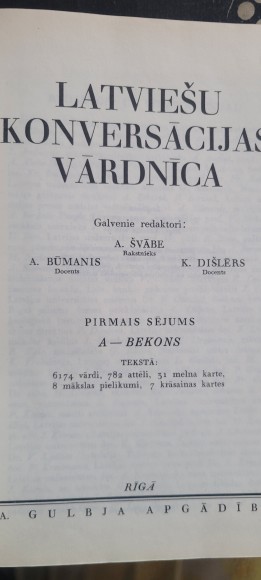 LATVIEŠU
KONVERSĀCIJAS
VĀRDNĪCA
Galvenie redaktori:
A. ŠVĀBE
Rakstnieks
A. BŪMANIS
Docents
K. DIŠLĒRS
Docents
PIRMAIS SĒJUMS
A — BEKONS
TEKSTĀ:
6174 vārdi, 782 attēli, 31 melna karte,
8 mākslas pielikumi, 7 krāsainas kartes
RĪGĀ
A. GULBJA APGĀDĪB